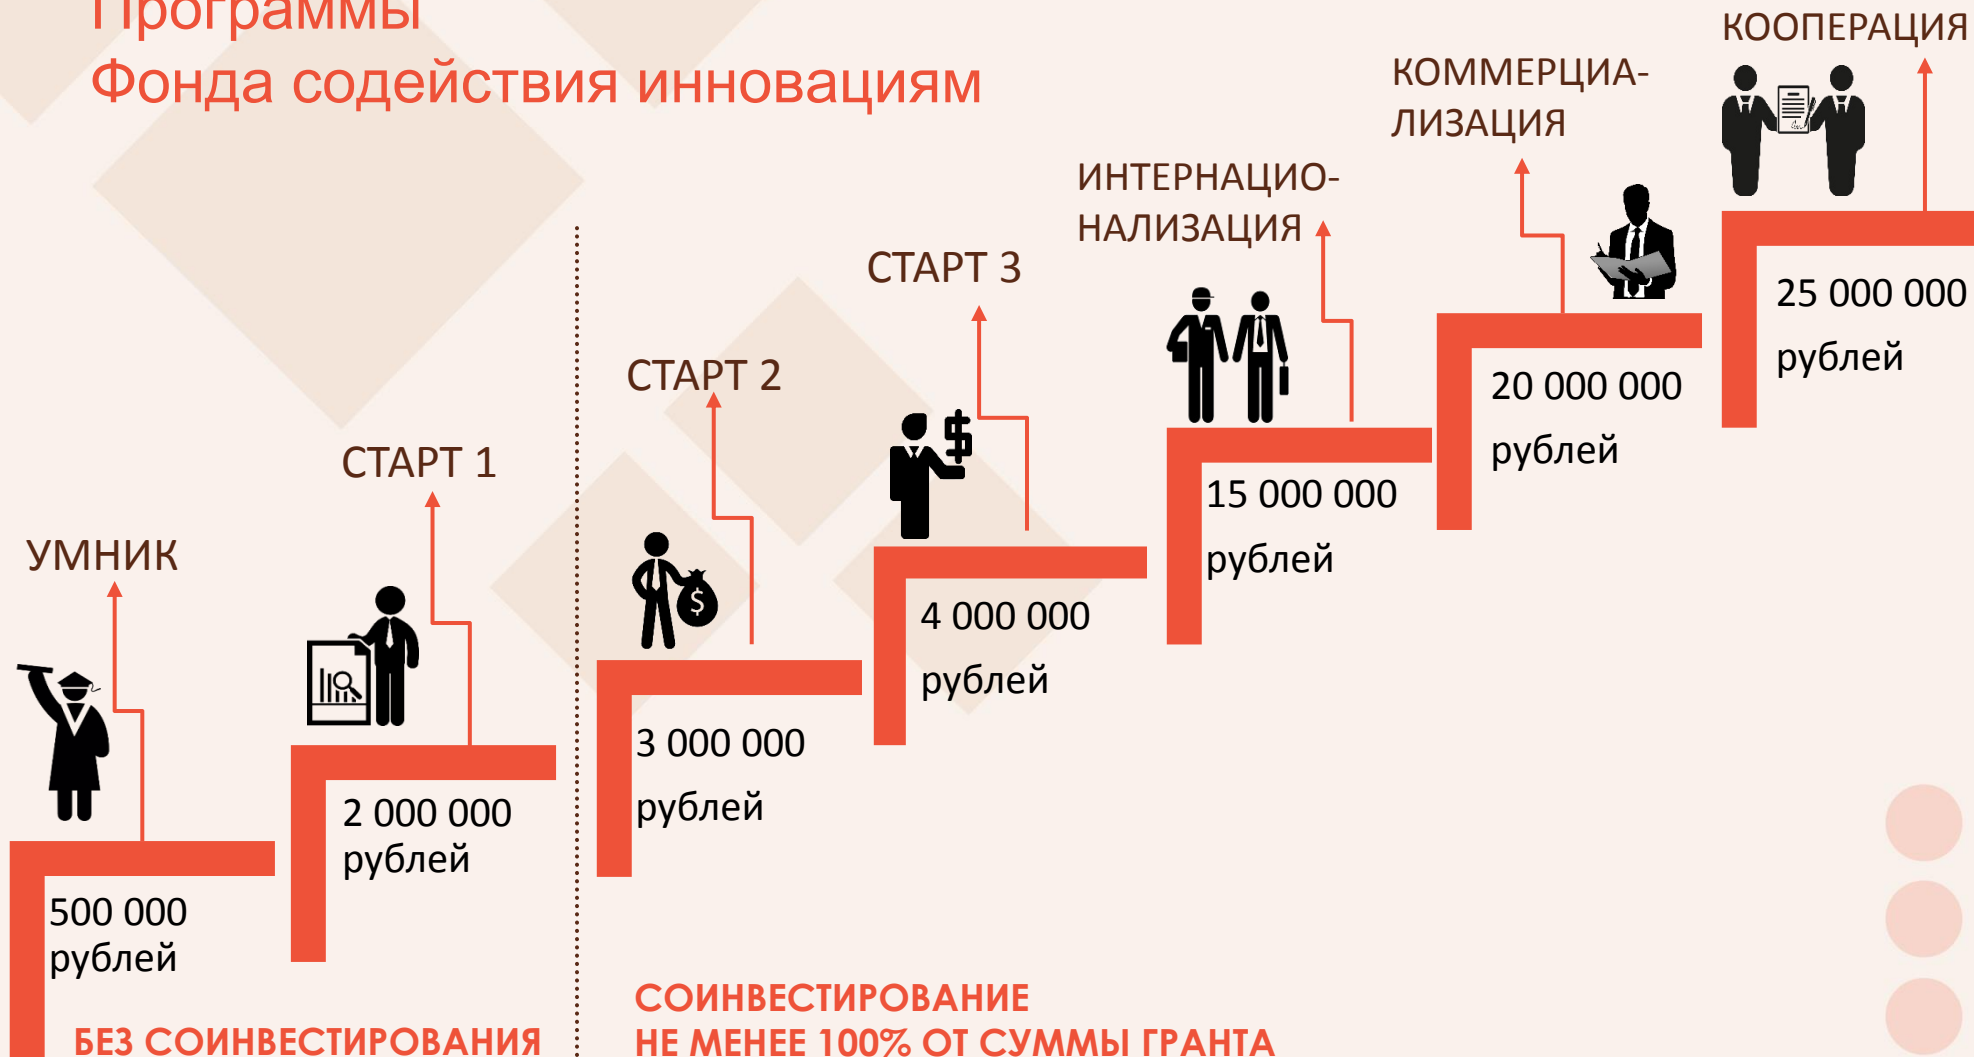 Программы
Фонда содействия инновациям
УМНИК
500 000
рублей
СТАРТ 1
2 000 000
рублей
СТАРТ 2
3 000 000
рублей
СТАРТ 3
4 000 000
рублей
ИНТЕРНАЦИО-
НАЛИЗАЦИЯ
15 000 000
рублей
КОММЕРЦИА-
ЛИЗАЦИЯ
20 000 000
рублей
КООПЕРАЦИЯ
25 000 000
рублей
БЕЗ СОИНВЕСТИРОВАНИЯ
СОИНВЕСТИРОВАНИЕ
НЕ МЕНЕЕ 100% ОТ СУММЫ ГРАНТА